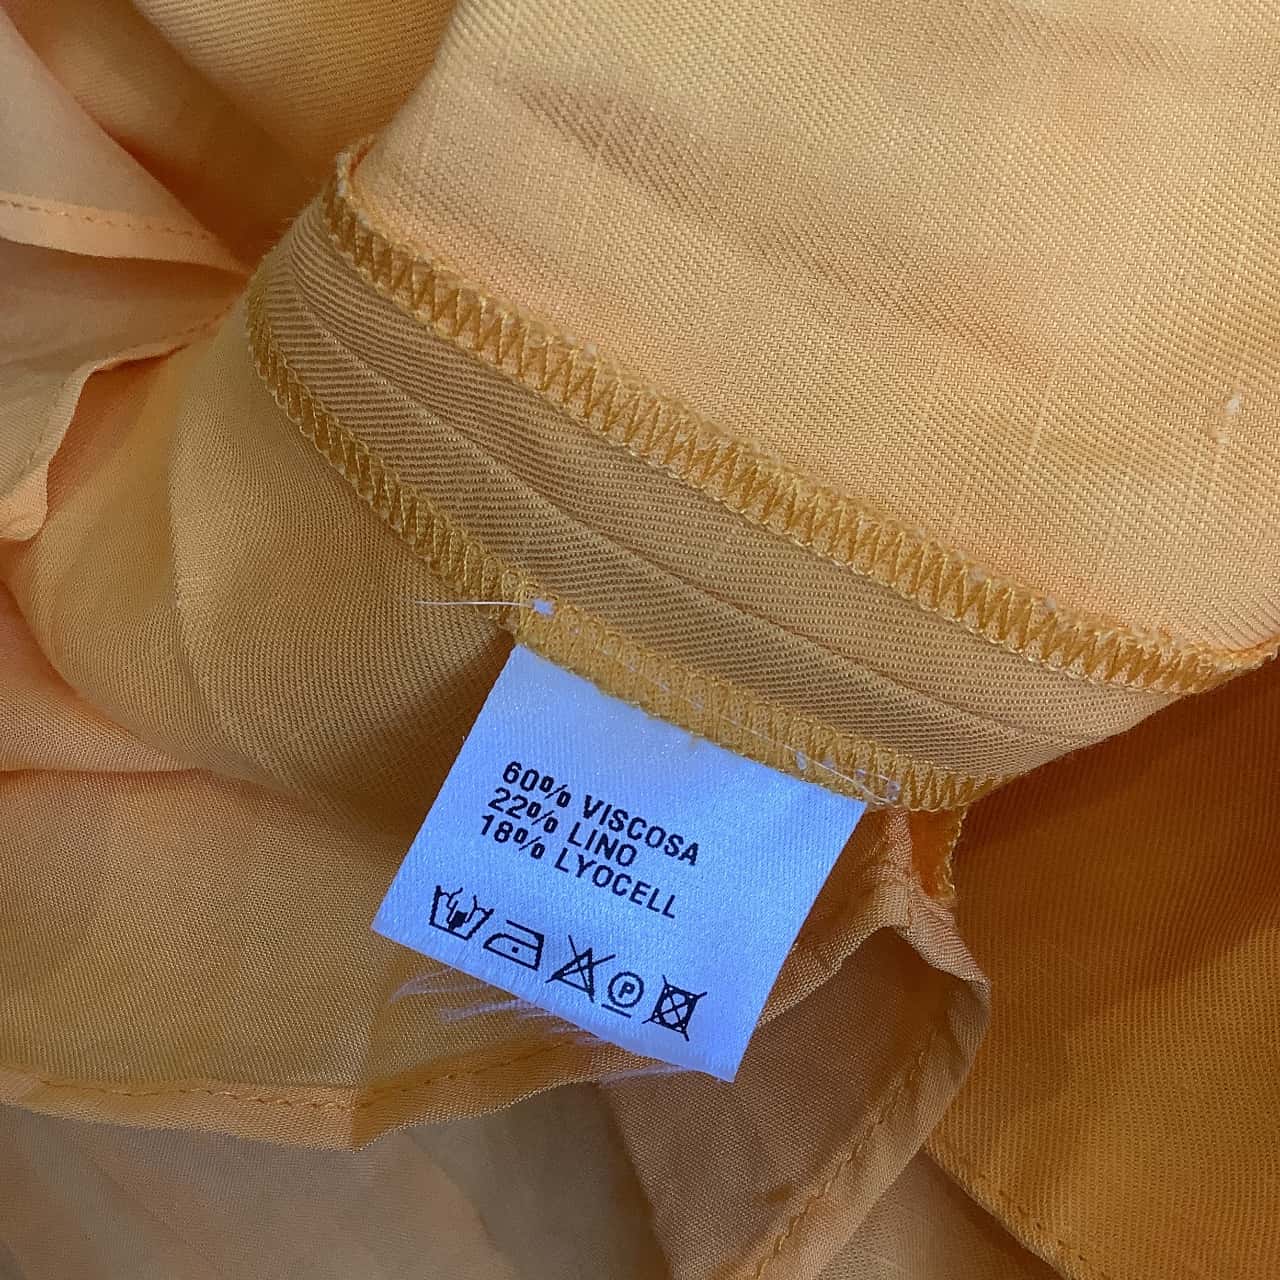 60% VISCOSA
22% LINO
18% LYOCELL
P